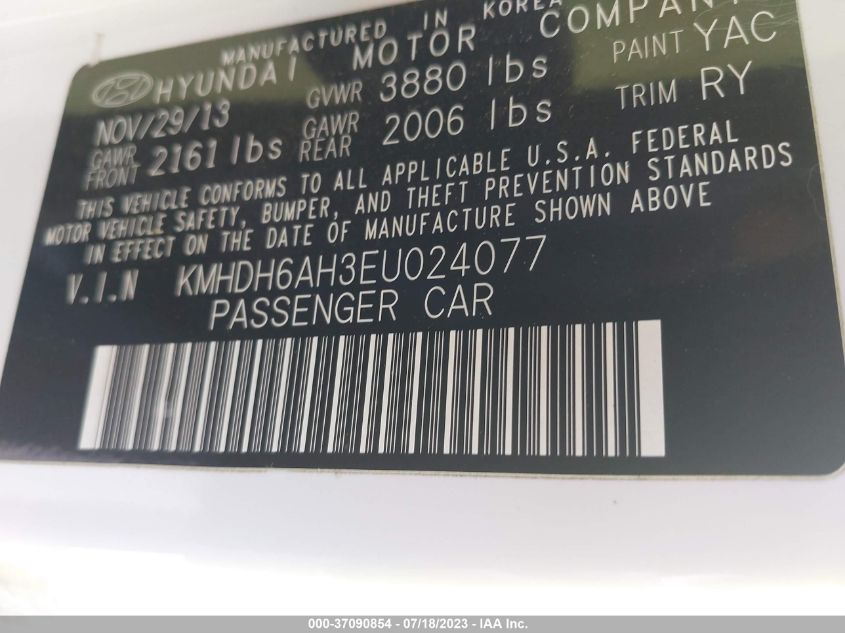 MANUFACTURED IN KOREA
HYUNDAI MOTOR COMPANY
NOV/29/13 GVWR 3880 lbs PAINT YAC
GAWR FRONT 2161 lbs GAWR REAR 2006 lbs TRIM RY
THIS VEHICLE CONFORMS TO ALL APPLICABLE U.S.A. FEDERAL
MOTOR VEHICLE SAFETY, BUMPER, AND THEFT PREVENTION STANDARDS
IN EFFECT ON THE DATE OF MANUFACTURE SHOWN ABOVE
V.I.N KMHDH6AH3EU024077
PASSENGER CAR
000-37090854 - 07/18/2023 - IAA Inc.